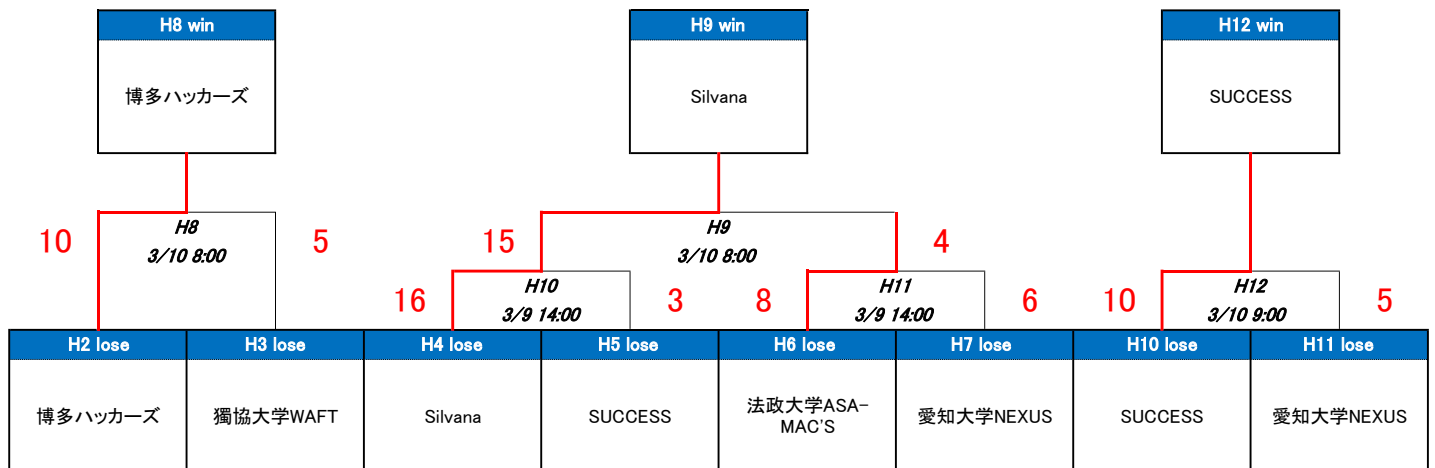 H8 win
H9 win
H12 win
博多ハッカーズ
Silvana
SUCCESS
10
H8
3/10 8:00
5
15
H9
3/10 8:00
4
16
H10
3/9 14:00
3
8
H11
3/9 14:00
6
10
H12
3/10 9:00
5
H2 lose
H3 lose
H4 lose
H5 lose
H6 lose
H7 lose
H10 lose
H11 lose
博多ハッカーズ
獨協大学WAFT
Silvana
SUCCESS
法政大学ASA-
MAC'S
愛知大学NEXUS
SUCCESS
愛知大学NEXUS